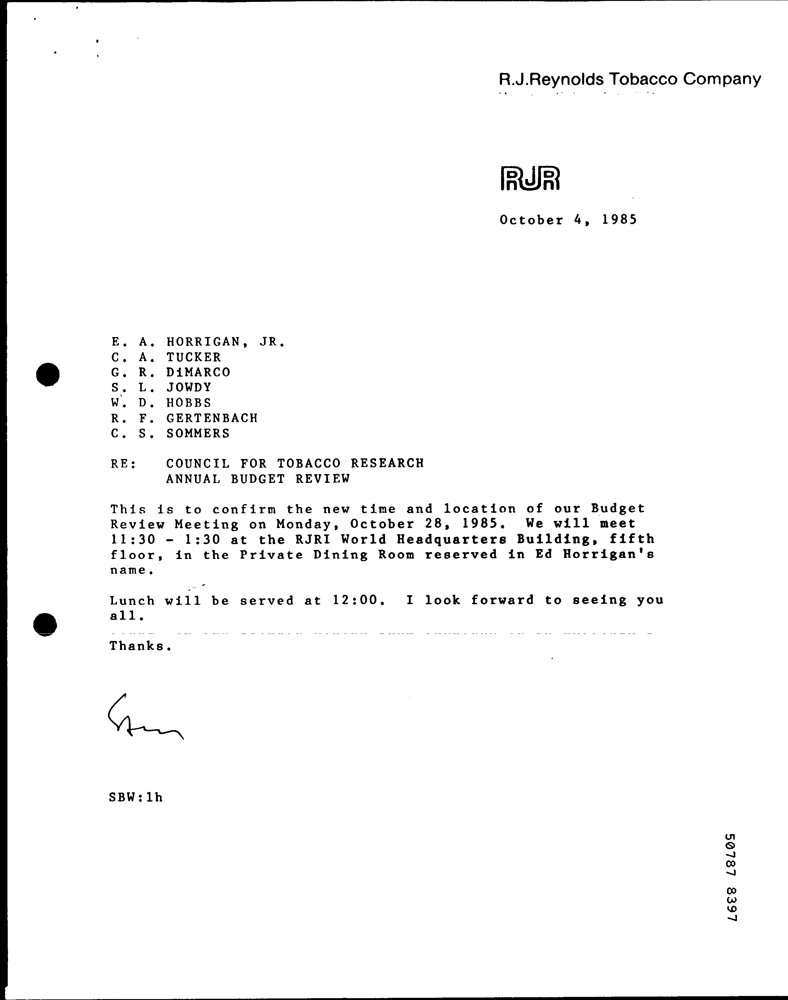 R.J.Reynolds Tobacco Company
RJR
October 4, 1985
E. A. HORRIGAN, JR.
C. A. TUCKER
G. R. DiMARCO
S. L. JOWDY
W. D. HOBBS
R. F. GERTENBACH
C. S. SOMMERS
RE: COUNCIL FOR TOBACCO RESEARCH
ANNUAL BUDGET REVIEW
This is to confirm the new time and location of our Budget
Review Meeting on Monday, October 28, 1985. We will meet
11:30 - 1:30 at the RJRI World Headquarters Building, fifth
floor, in the Private Dining Room reserved in Ed Horrigan's
name.
Lunch will be served at 12:00. I look forward to seeing you
all.
Thanks.
SBW:lh
50787 8397